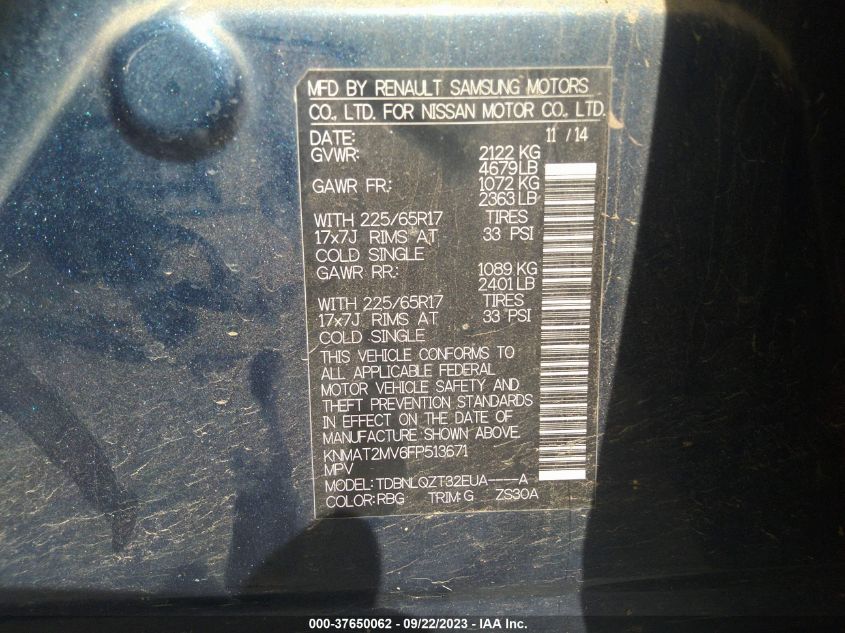 MFD BY RENAULT SAMSUNG MOTORS
CO., LTD. FOR NISSAN MOTOR CO., LTD.
DATE: 11 / 14
GVWR: 2122 KG
4679 LB
GAWR FR.: 1072 KG
2363 LB
WITH 225/65R17 TIRES
17x7J RIMS AT 33 PSI
COLD SINGLE
GAWR RR.: 1089 KG
2401 LB
WITH 225/65R17 TIRES
17x7J RIMS AT 33 PSI
COLD SINGLE
THIS VEHICLE CONFORMS TO
ALL APPLICABLE FEDERAL
MOTOR VEHICLE SAFETY AND
THEFT PREVENTION STANDARDS
IN EFFECT ON THE DATE OF
MANUFACTURE SHOWN ABOVE.
KNMAT2MV6FP513671
MPV
MODEL: TDBNLQZT32EUA----A
COLOR: RBG TRIM: G ZS30A
000-37650062 - 09/22/2023 - IAA Inc.